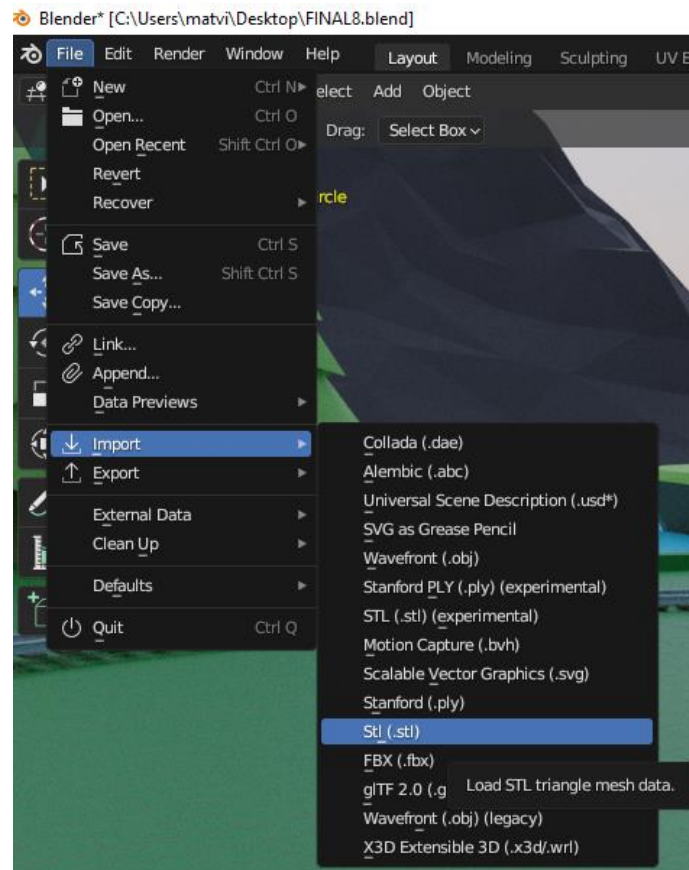 Blender* [C:\Users\matvi\Desktop\FINAL8.blend]
File Edit Render Window Help Layout Modeling Sculpting UV E
elect Add Object
Drag: Select Box
rcle
New Ctrl N
Open... Ctrl O
Open Recent Shift Ctrl O
Revert
Recover
Save Ctrl S
Save As... Shift Ctrl S
Save Copy...
Link...
Append...
Data Previews
Import
Export
External Data
Clean Up
Defaults
Quit Ctrl Q
Collada (.dae)
Alembic (.abc)
Universal Scene Description (.usd*)
SVG as Grease Pencil
Wavefront (.obj)
Stanford PLY (.ply) (experimental)
STL (.stl) (experimental)
Motion Capture (.bvh)
Scalable Vector Graphics (.svg)
Stanford (.ply)
Stl (.stl)
FBX (.fbx)
glTF 2.0 (.g
Load STL triangle mesh data.
Wavefront (.obj) (legacy)
X3D Extensible 3D (.x3d/.wrl)